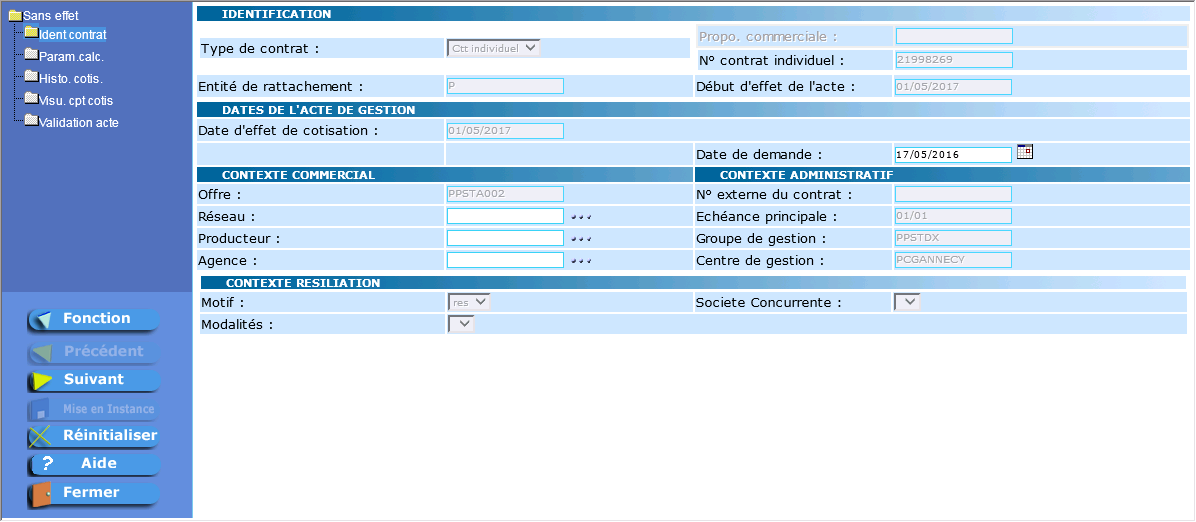 Sans effet
Ident contrat
Param.calc.
Histo. cotis.
Visu. cpt cotis
Validation acte
Fonction
Précédent
Suivant
Mise en Instance
Réinitialiser
? Aide
Fermer
IDENTIFICATION
Type de contrat : Ctt individuel
Propo. commerciale :
N° contrat individuel : 21998269
Entité de rattachement : P Début d'effet de l'acte : 01/05/2017
DATES DE L'ACTE DE GESTION
Date d'effet de cotisation : 01/05/2017
Date de demande : 17/05/2016
CONTEXTE COMMERCIAL CONTEXTE ADMINISTRATIF
Offre : PPSTA002 N° externe du contrat :
Réseau : ... Echéance principale : 01/01
Producteur : ... Groupe de gestion : PPSTDX
Agence : ... Centre de gestion : PCGANNECY
CONTEXTE RESILIATION
Motif : res Societe Concurrente :
Modalités :